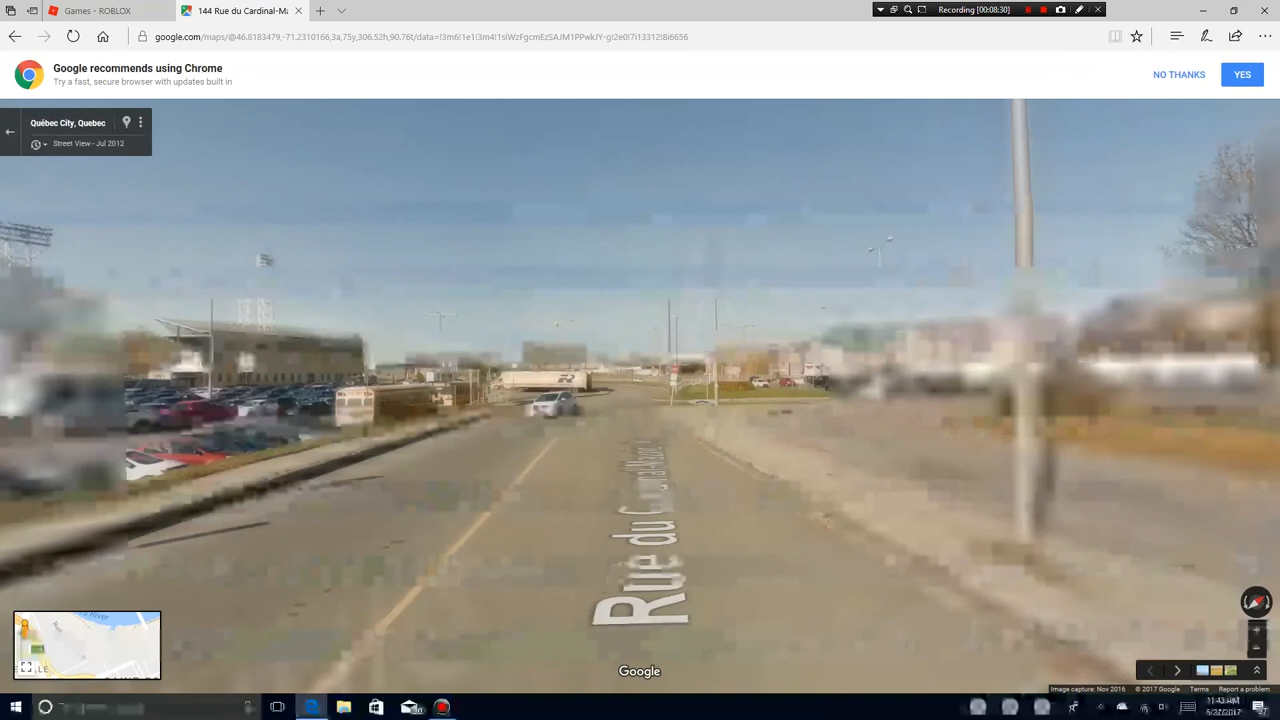 Games - ROBLOX
144 Rue du Cardinal-Ma
Recording [00:08:30]
google.com/maps/@46.8183479,-71.2310166,3a,75y,306.52h,90.76t/data=!3m6!1e1!3m4!1siWzFgcmEzSAJM1PPwkJY-g!2e0!7i13312!8i6656
Google recommends using Chrome
Try a fast, secure browser with updates built in
NO THANKS
YES
Québec City, Quebec
Street View - Jul 2012
Rue du
Google
Image capture: Nov 2016
© 2017 Google
Terms
Report a problem
11:43 AM